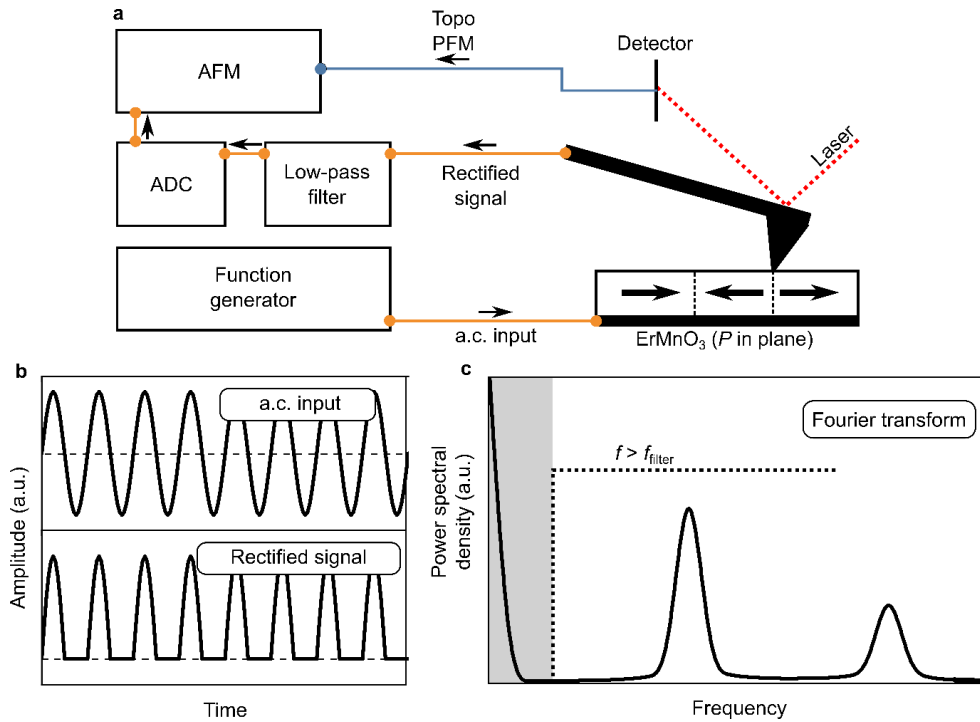 a
Topo
PFM
Detector
AFM
Laser
ADC
Low-pass
filter
Rectified
signal
Function
generator
a.c. input
ErMnO₃ (P in plane)
b
a.c. input
Rectified signal
Amplitude (a.u.)
Time
c
Fourier transform
f > f_filter
Power spectral
density (a.u.)
Frequency